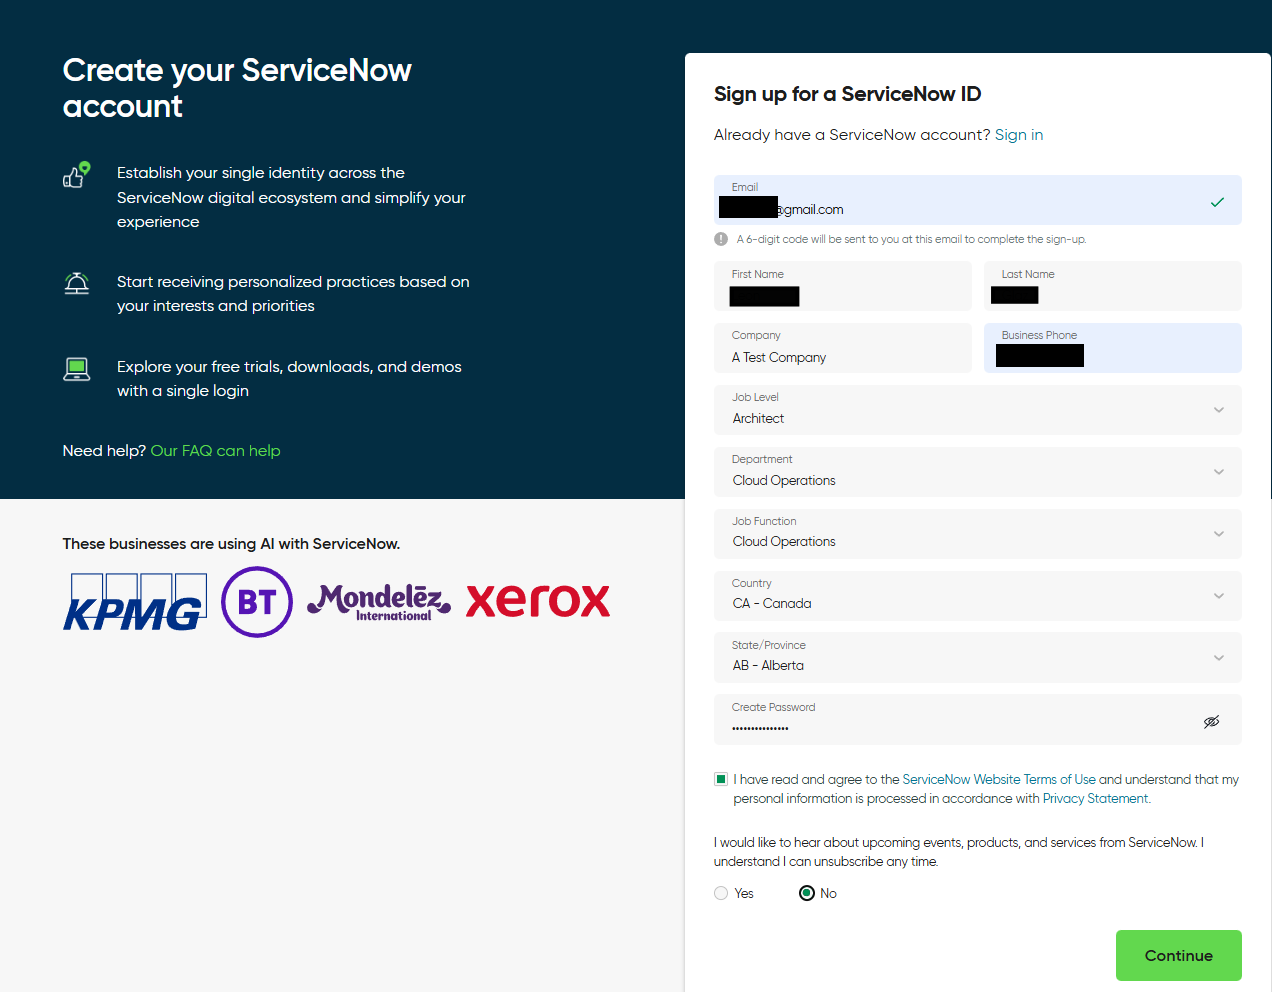 Create your ServiceNow
account
Establish your single identity across the
ServiceNow digital ecosystem and simplify your
experience
Start receiving personalized practices based on
your interests and priorities
Explore your free trials, downloads, and demos
with a single login
Need help? Our FAQ can help
These businesses are using AI with ServiceNow.
KPMG
BT
Mondelēz
International
xerox
Sign up for a ServiceNow ID
Already have a ServiceNow account? Sign in
Email
@gmail.com
A 6-digit code will be sent to you at this email to complete the sign-up.
First Name
Last Name
Company
A Test Company
Business Phone
Job Level
Architect
Department
Cloud Operations
Job Function
Cloud Operations
Country
CA - Canada
State/Province
AB - Alberta
Create Password
•••••••••••••••
I have read and agree to the ServiceNow Website Terms of Use and understand that my
personal information is processed in accordance with Privacy Statement.
I would like to hear about upcoming events, products, and services from ServiceNow. I
understand I can unsubscribe any time.
Yes
No
Continue